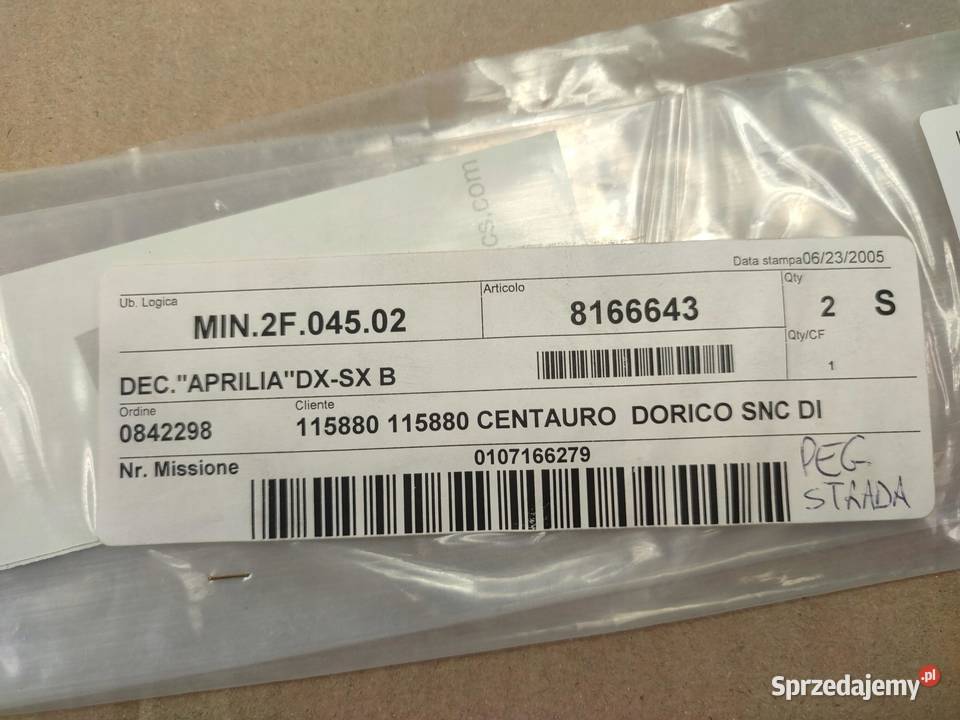 cs.com
Data stampa06/23/2005
Ub. Logica
MIN.2F.045.02
Articolo
8166643
Qty
2 S
Qty/CF
1
DEC."APRILIA"DX-SX B
Ordine
0842298
Cliente
115880 115880 CENTAURO DORICO SNC DI
Nr. Missione
0107166279
PEG
STRADA
Sprzedajemy.pl